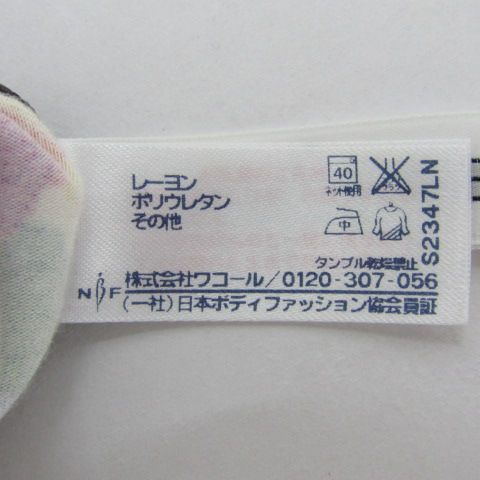 レーヨン
ポリウレタン
その他
40
ネット使用
中
タンブル乾燥禁止
株式会社ワコール/0120-307-056
NBF
(一社)日本ボディファッション協会員証
S2347LN